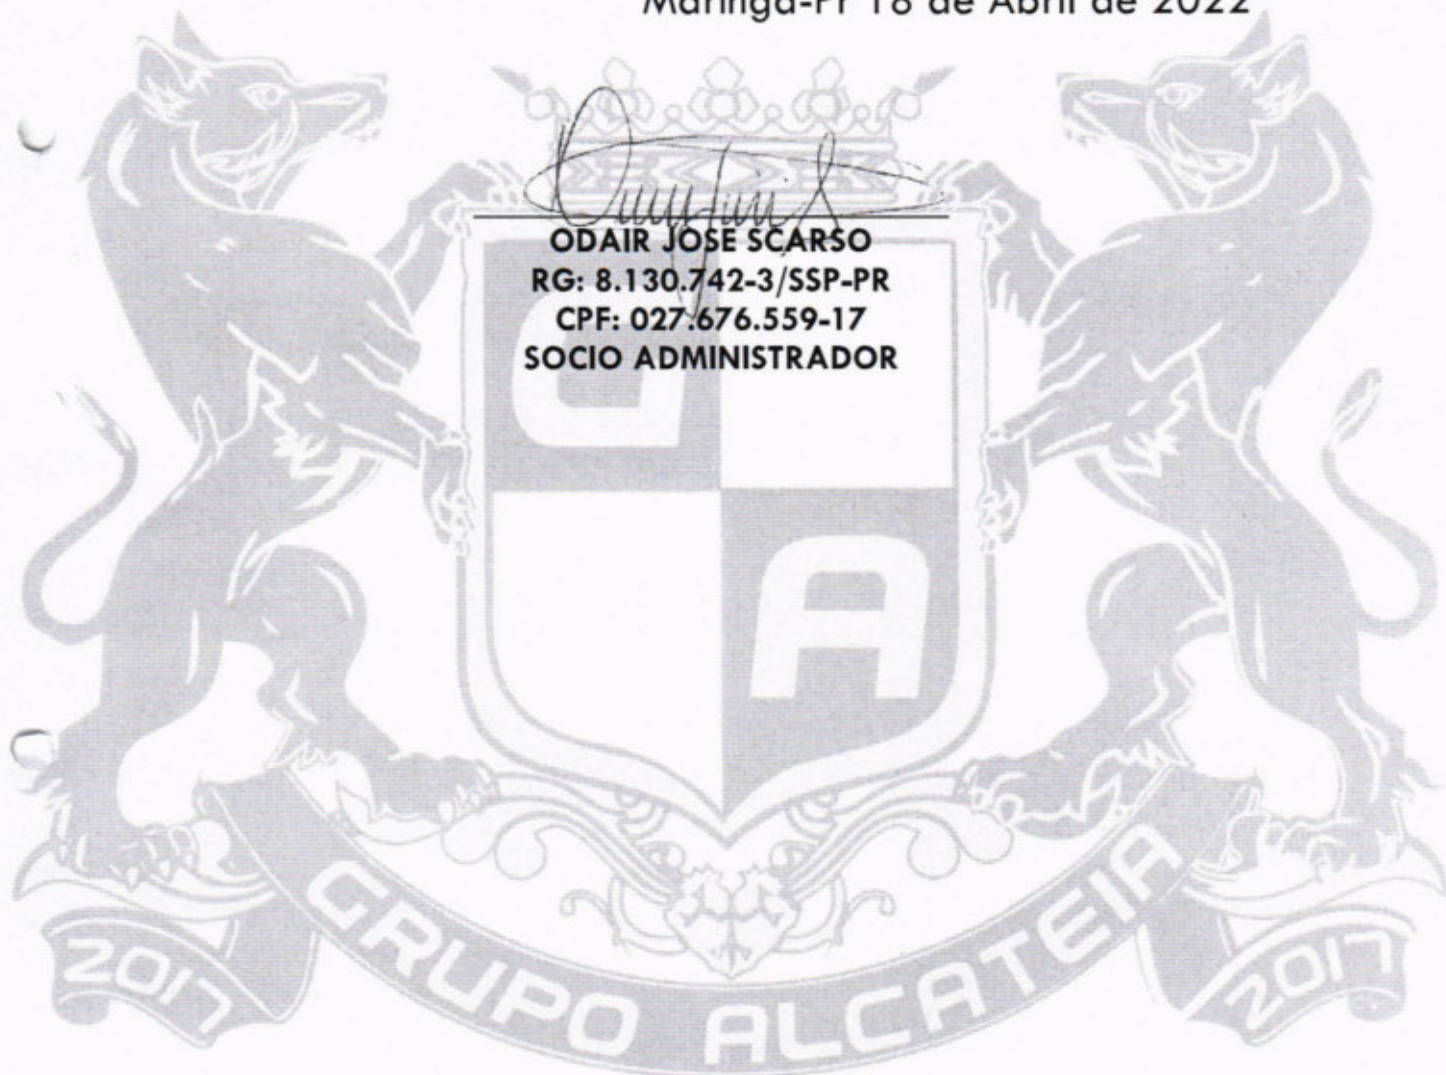 Maringá-Pr 18 de Abril de 2022
ODAIR JOSE SCARSO
RG: 8.130.742-3/SSP-PR
CPF: 027.676.559-17
SOCIO ADMINISTRADOR
G
A
GRUPO ALCATEIA
2017
2017